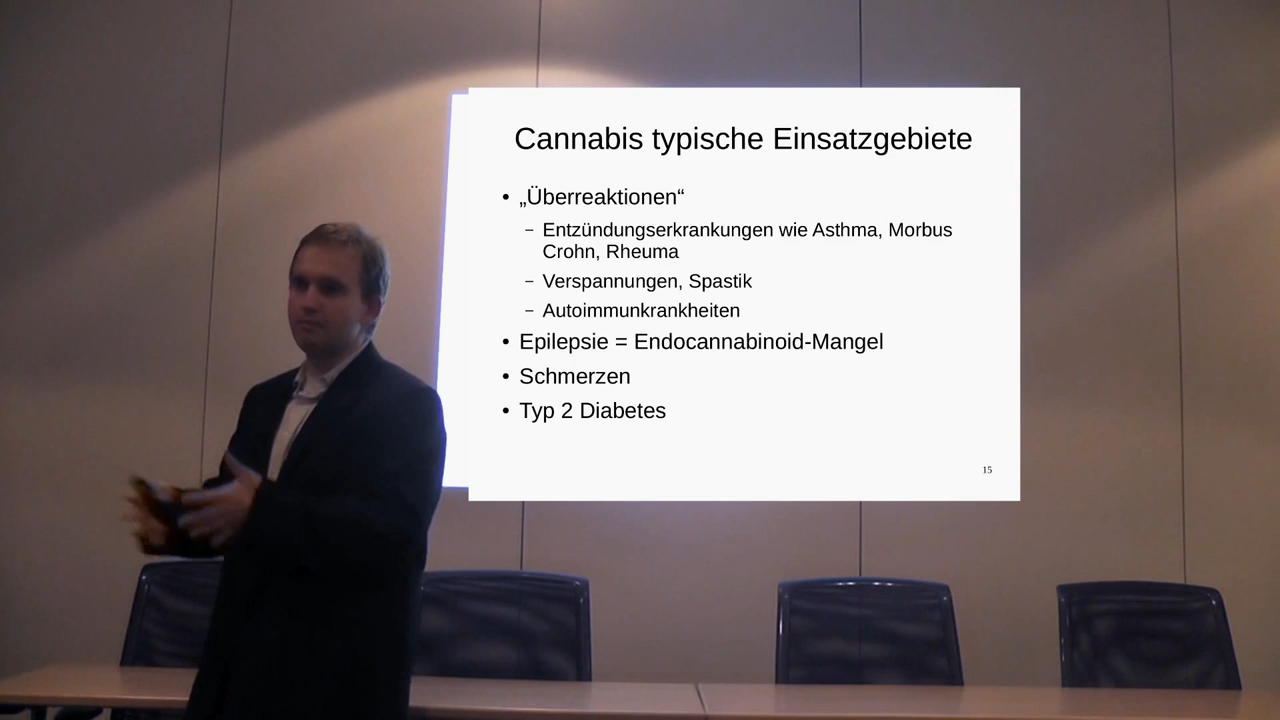 Cannabis typische Einsatzgebiete
• „Überreaktionen“
– Entzündungserkrankungen wie Asthma, Morbus
Crohn, Rheuma
– Verspannungen, Spastik
– Autoimmunkrankheiten
• Epilepsie = Endocannabinoid-Mangel
• Schmerzen
• Typ 2 Diabetes
15